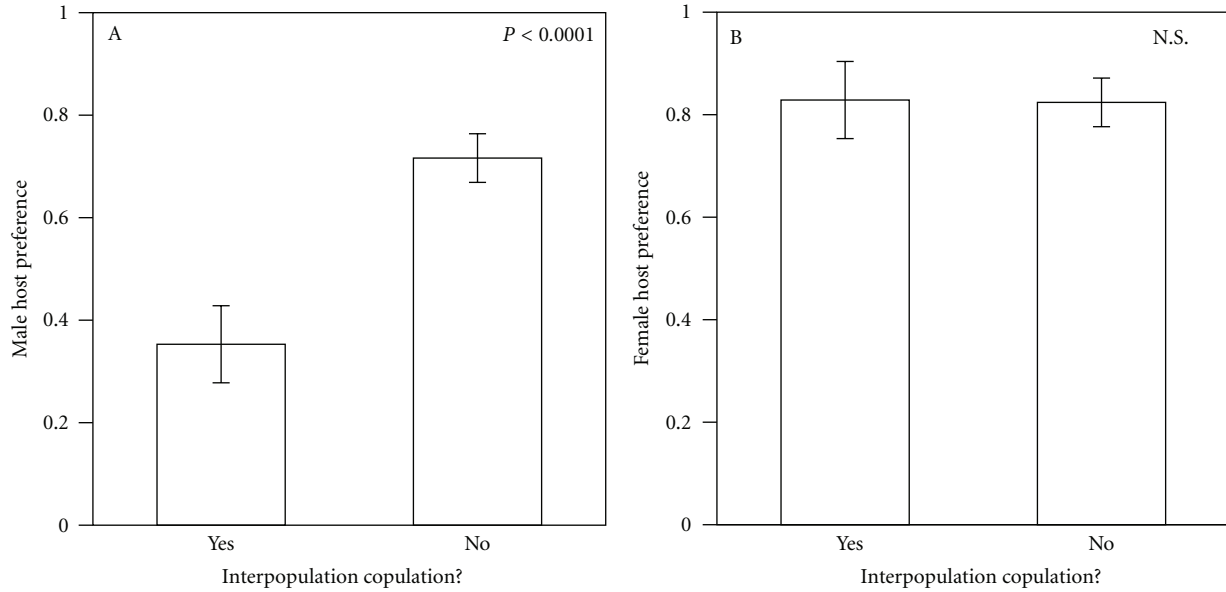 A
P < 0.0001
1
0.8
0.6
0.4
0.2
0
Male host preference
Yes
No
Interpopulation copulation?
B
N.S.
1
0.8
0.6
0.4
0.2
0
Female host preference
Yes
No
Interpopulation copulation?